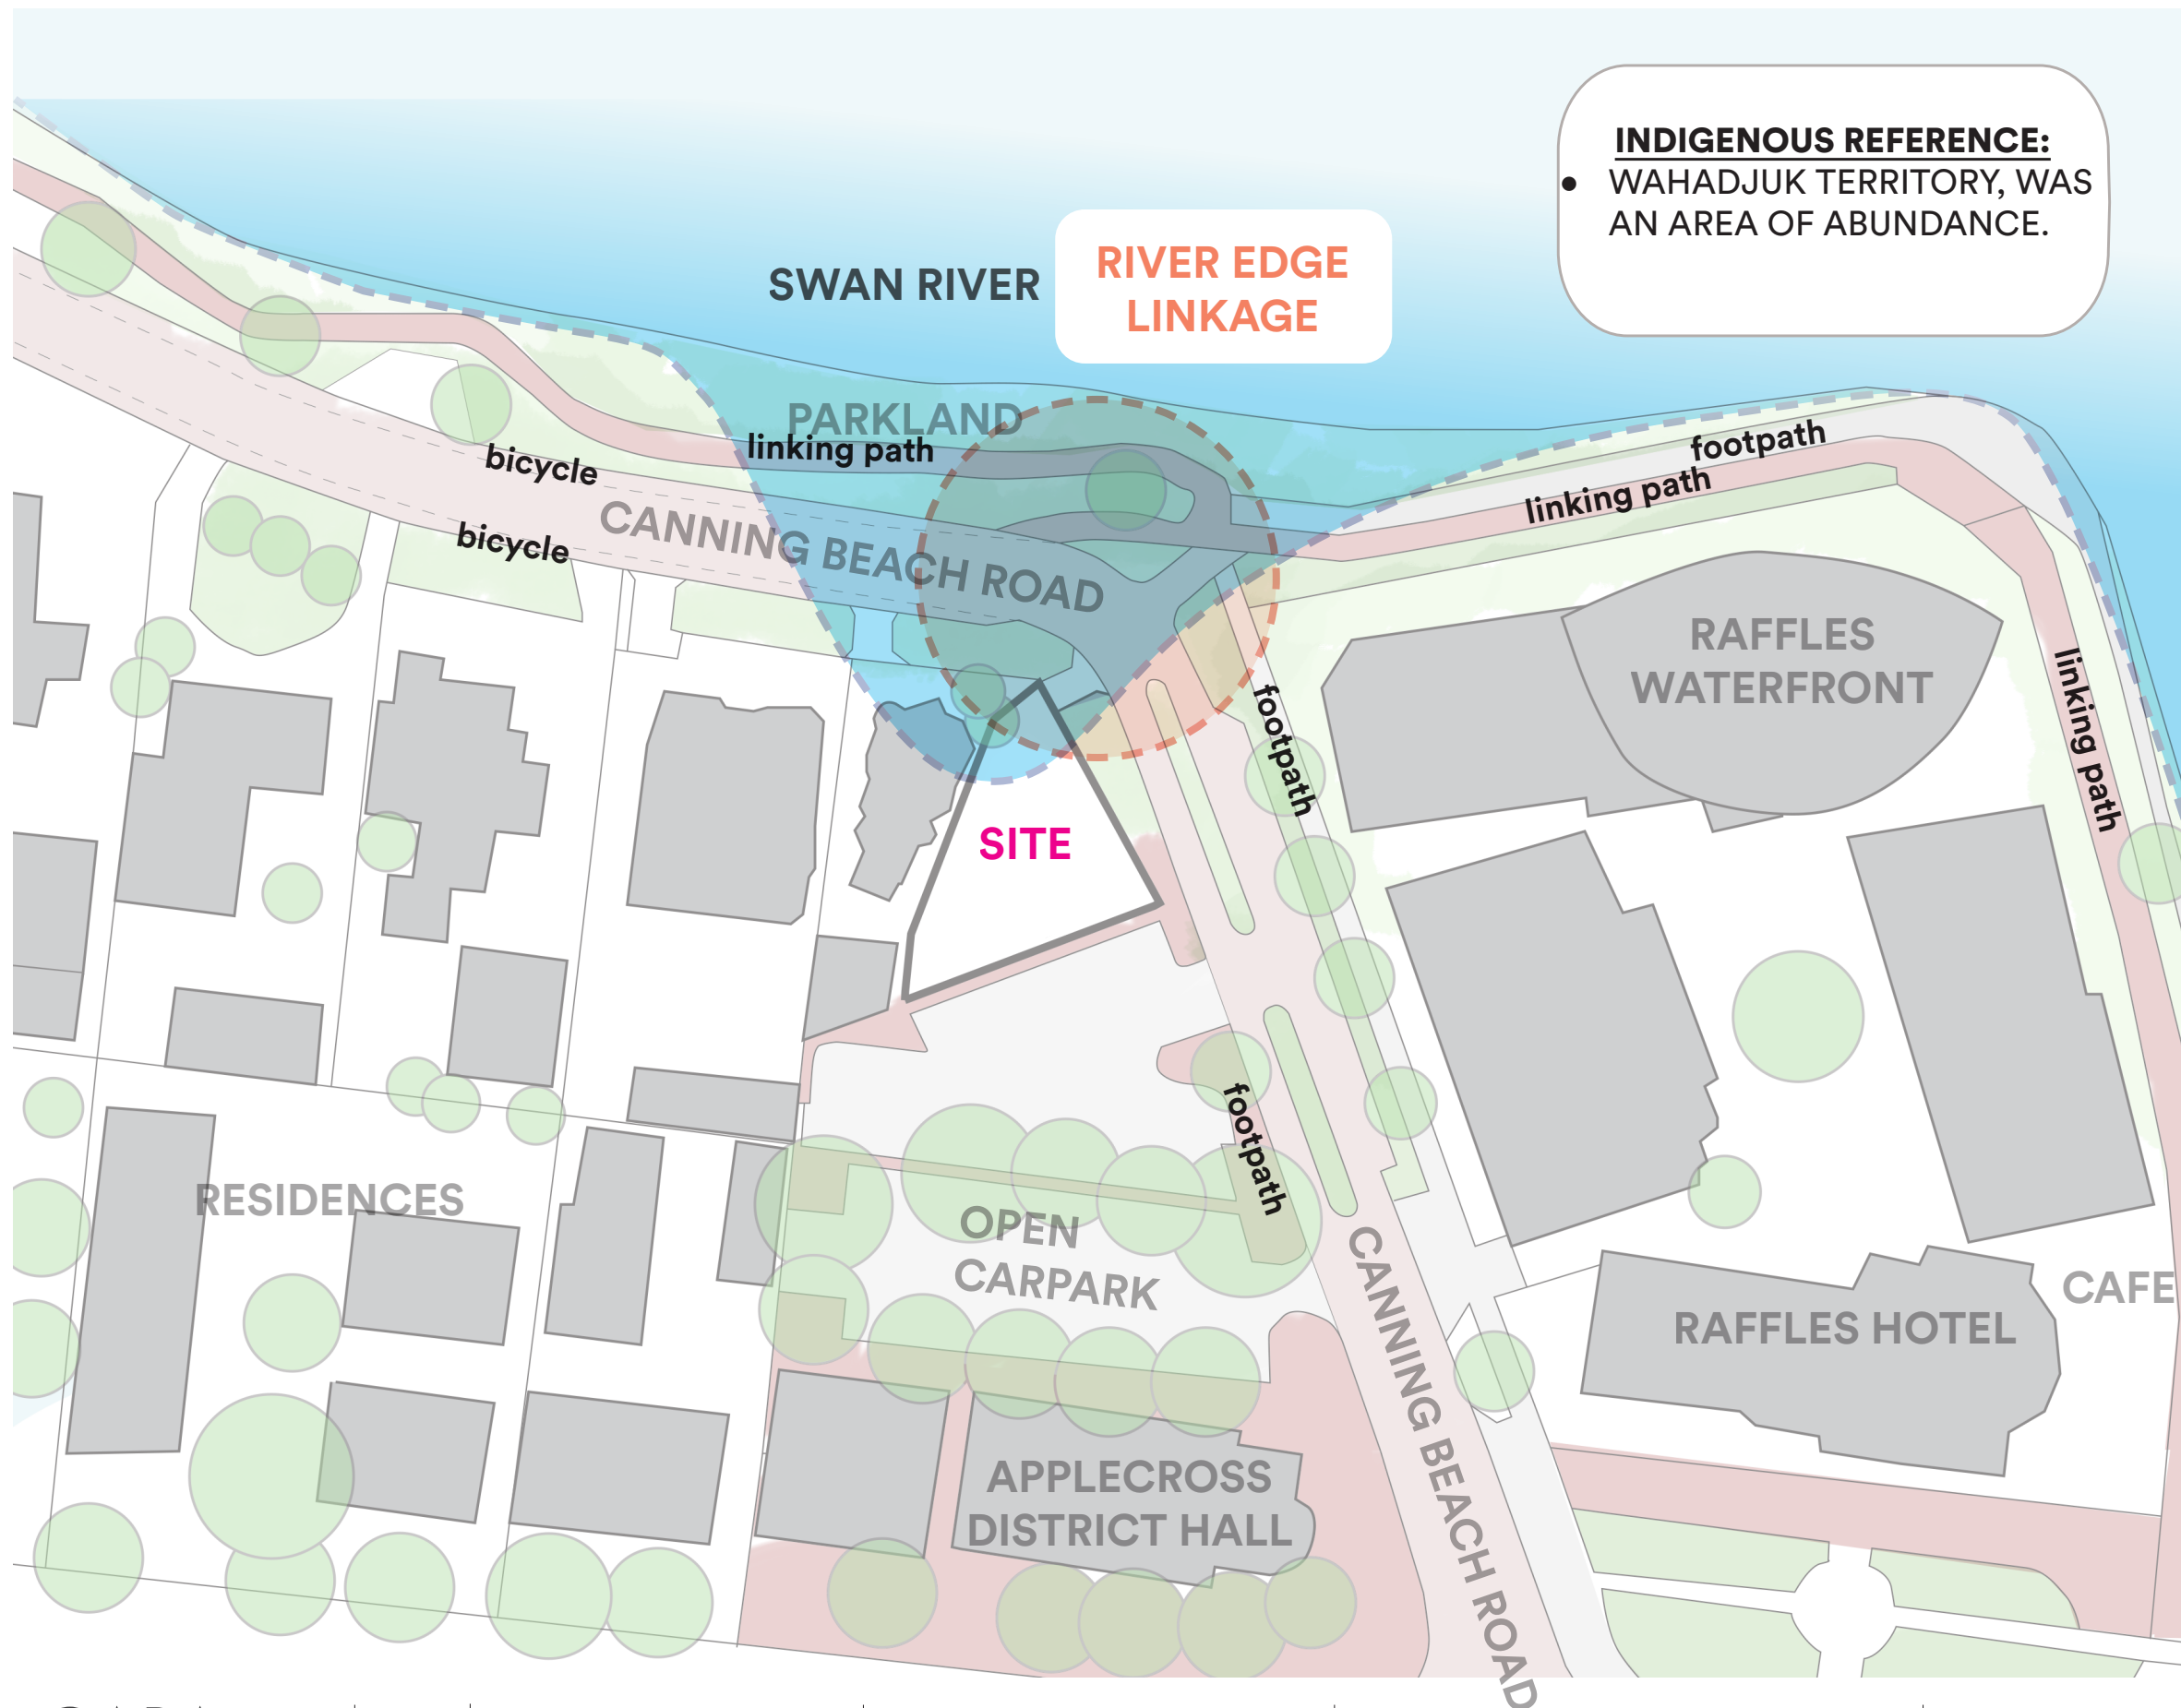 INDIGENOUS REFERENCE:
• WAHADJUK TERRITORY, WAS
AN AREA OF ABUNDANCE.
SWAN RIVER
RIVER EDGE
LINKAGE
PARKLAND
linking path
bicycle
bicycle
CANNING BEACH ROAD
footpath
linking path
RAFFLES
WATERFRONT
linking path
footpath
SITE
footpath
RESIDENCES
OPEN
CARPARK
CANNING BEACH ROAD
CAFE
RAFFLES HOTEL
APPLECROSS
DISTRICT HALL